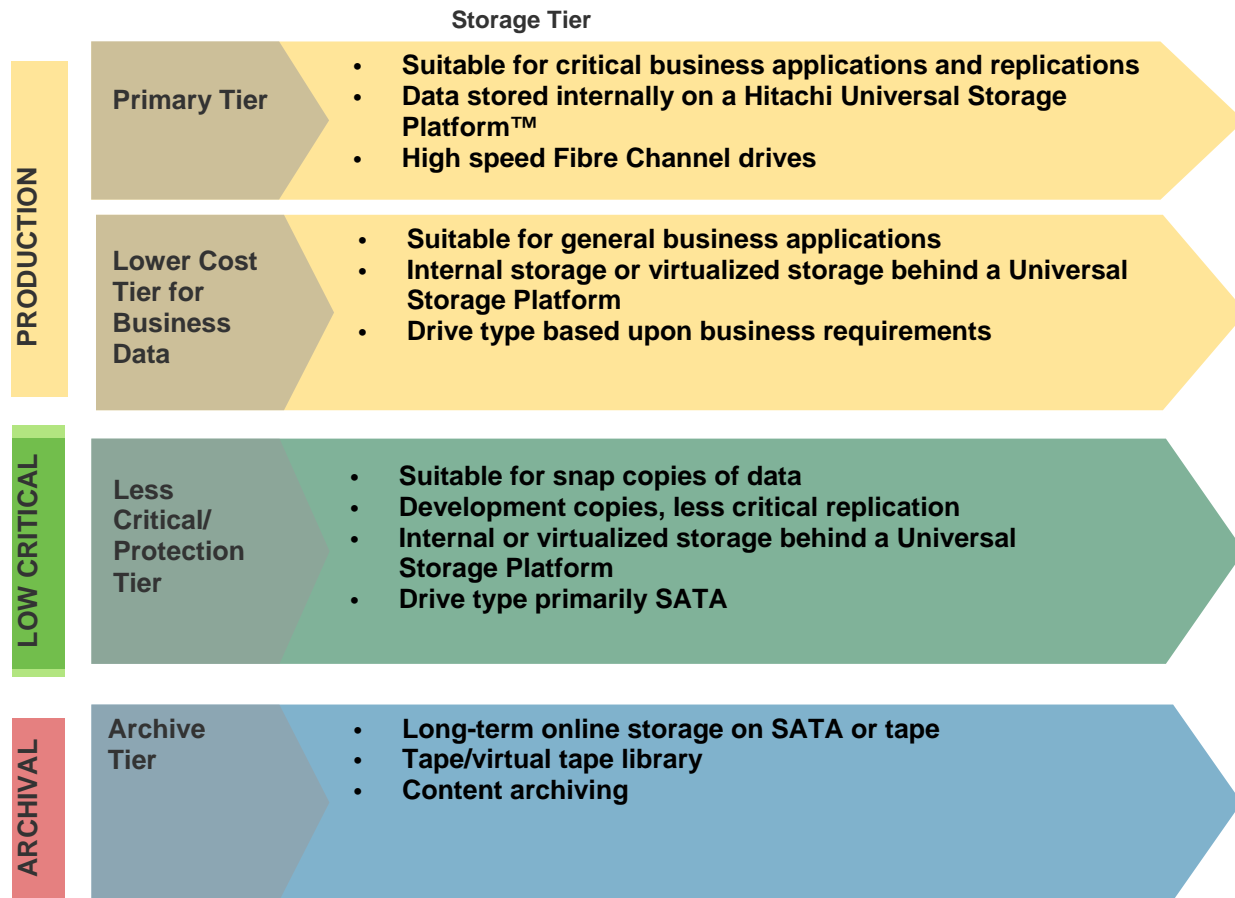 Storage Tier
PRODUCTION
Primary Tier
• Suitable for critical business applications and replications
• Data stored internally on a Hitachi Universal Storage
Platform™
• High speed Fibre Channel drives
Lower Cost
Tier for
Business
Data
• Suitable for general business applications
• Internal storage or virtualized storage behind a Universal
Storage Platform
• Drive type based upon business requirements
LOW CRITICAL
Less
Critical/
Protection
Tier
• Suitable for snap copies of data
• Development copies, less critical replication
• Internal or virtualized storage behind a Universal
Storage Platform
• Drive type primarily SATA
ARCHIVAL
Archive
Tier
• Long-term online storage on SATA or tape
• Tape/virtual tape library
• Content archiving